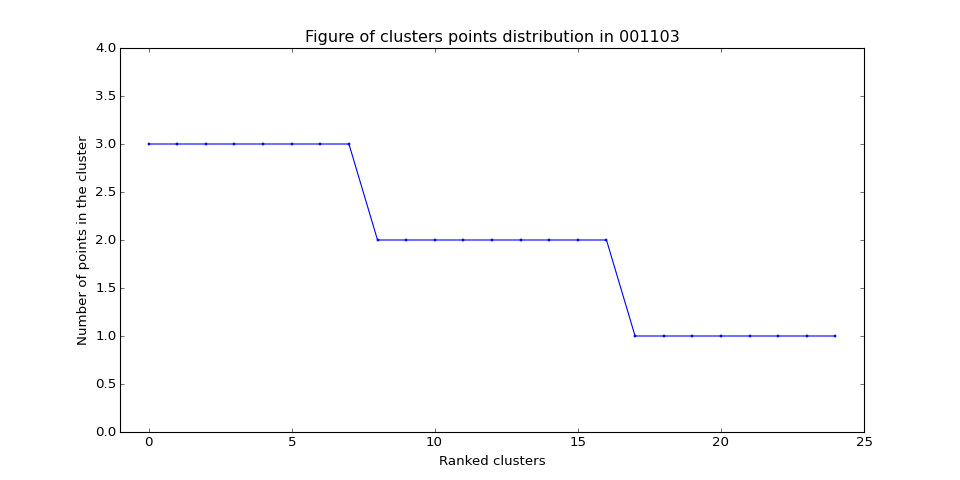 Figure of clusters points distribution in 001103
4.0
3.5
3.0
2.5
2.0
1.5
1.0
0.5
0.0
Number of points in the cluster
0 5 10 15 20 25
Ranked clusters